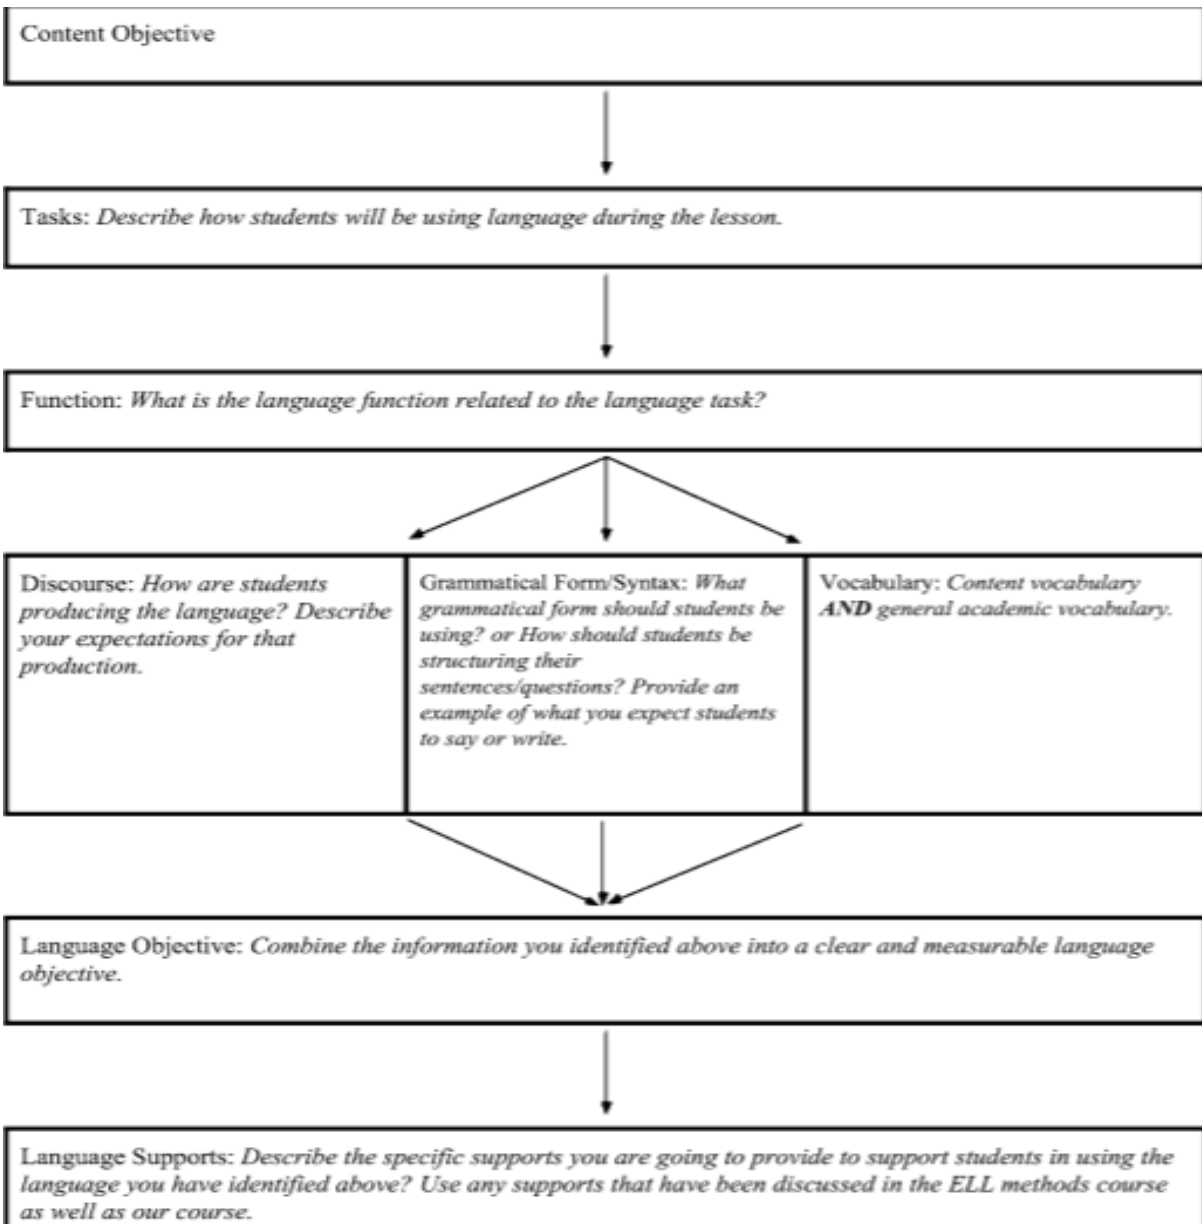 Content Objective
Tasks: Describe how students will be using language during the lesson.
Function: What is the language function related to the language task?
Discourse: How are students
producing the language? Describe
your expectations for that
production.
Grammatical Form/Syntax: What
grammatical form should students be
using? or How should students be
structuring their
sentences/questions? Provide an
example of what you expect students
to say or write.
Vocabulary: Content vocabulary
AND general academic vocabulary.
Language Objective: Combine the information you identified above into a clear and measurable language
objective.
Language Supports: Describe the specific supports you are going to provide to support students in using the
language you have identified above? Use any supports that have been discussed in the ELL methods course
as well as our course.